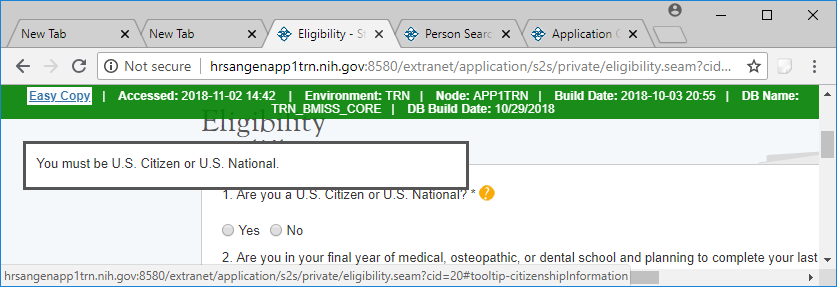 New Tab
New Tab
Eligibility - St
Person Searc
Application C
Not secure | hrsangenapp1trn.nih.gov:8580/extranet/application/s2s/private/eligibility.seam?cid...
Easy Copy | Accessed: 2018-11-02 14:42 | Environment: TRN | Node: APP1TRN | Build Date: 2018-10-03 20:55 | DB Name:
TRN_BMISS_CORE | DB Build Date: 10/29/2018
Eligibility
You must be U.S. Citizen or U.S. National.
1. Are you a U.S. Citizen or U.S. National? * ?
Yes No
2. Are you in your final year of medical, osteopathic, or dental school and planning to complete your last
hrsangenapp1trn.nih.gov:8580/extranet/application/s2s/private/eligibility.seam?cid=20#tooltip-citizenshipInformation